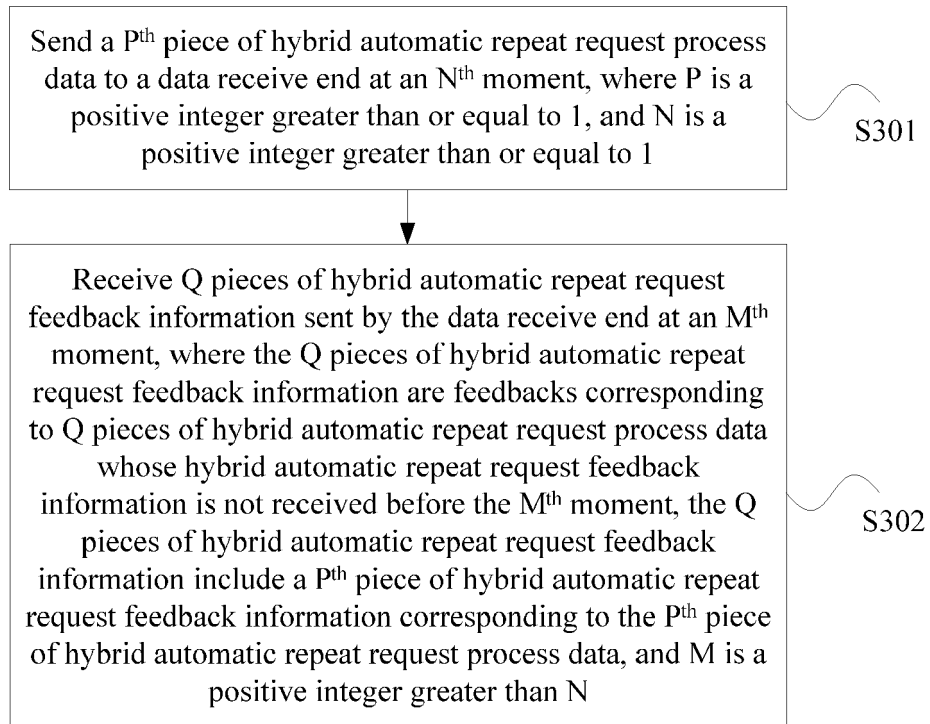 Send a Pth piece of hybrid automatic repeat request process
data to a data receive end at an Nth moment, where P is a
positive integer greater than or equal to 1, and N is a
positive integer greater than or equal to 1
S301
Receive Q pieces of hybrid automatic repeat request
feedback information sent by the data receive end at an Mth
moment, where the Q pieces of hybrid automatic repeat
request feedback information are feedbacks corresponding
to Q pieces of hybrid automatic repeat request process data
whose hybrid automatic repeat request feedback
information is not received before the Mth moment, the Q
pieces of hybrid automatic repeat request feedback
information include a Pth piece of hybrid automatic repeat
request feedback information corresponding to the Pth piece
of hybrid automatic repeat request process data, and M is a
positive integer greater than N
S302